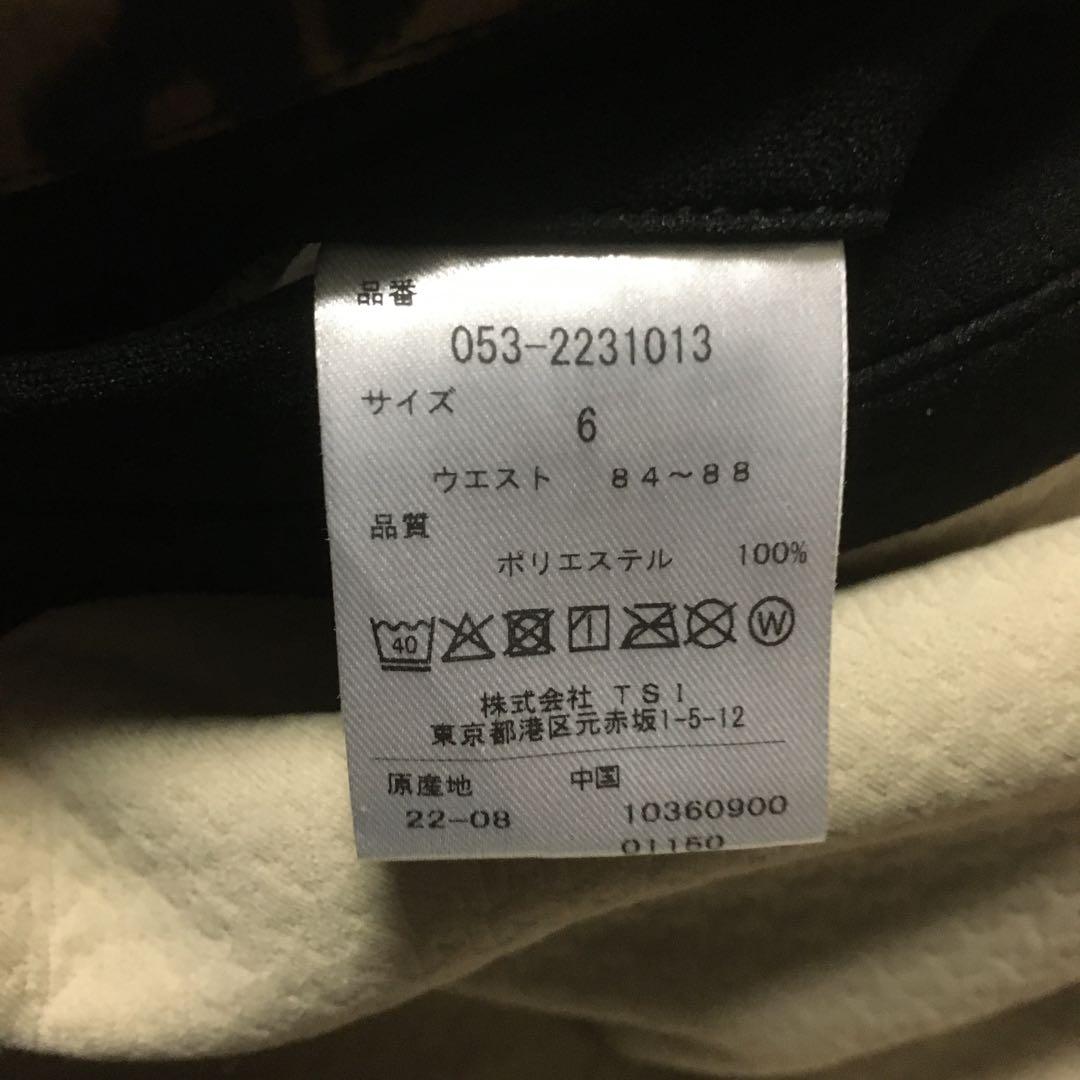 品番
053-2231013
サイズ
6
ウエスト 84～88
品質
ポリエステル 100%
40 W
株式会社 TSI
東京都港区元赤坂1-5-12
原産地 中国
22-08 10360900
01150